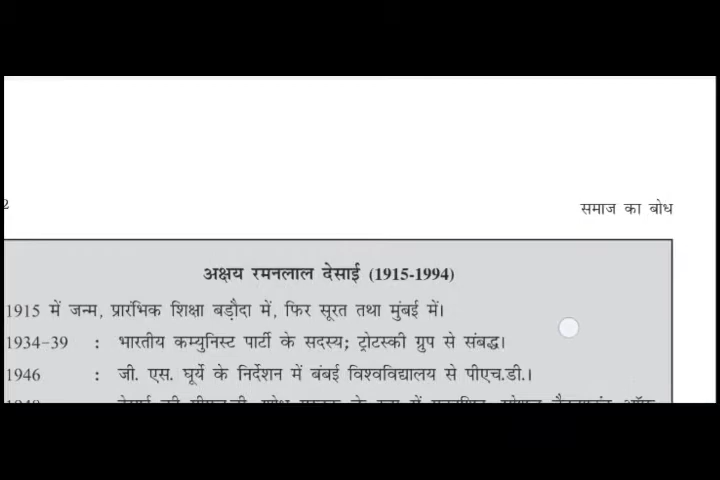 2
समाज का बोध
अक्षय रमनलाल देसाई (1915-1994)
1915 में जन्म, प्रारंभिक शिक्षा बड़ौदा में, फिर सूरत तथा मुंबई में।
1934-39 : भारतीय कम्युनिस्ट पार्टी के सदस्य; ट्रोटस्की ग्रुप से संबद्ध।
1946 : जी. एस. घूर्ये के निर्देशन में बंबई विश्वविद्यालय से पीएच.डी.।